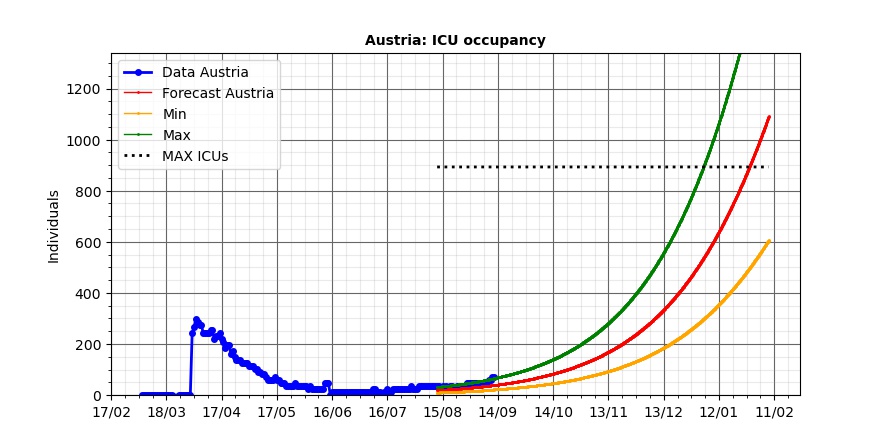 Austria: ICU occupancy
Data Austria
Forecast Austria
Min
Max
MAX ICUs
Individuals
1200
1000
800
600
400
200
0
17/02 18/03 17/04 17/05 16/06 16/07 15/08 14/09 14/10 13/11 13/12 12/01 11/02